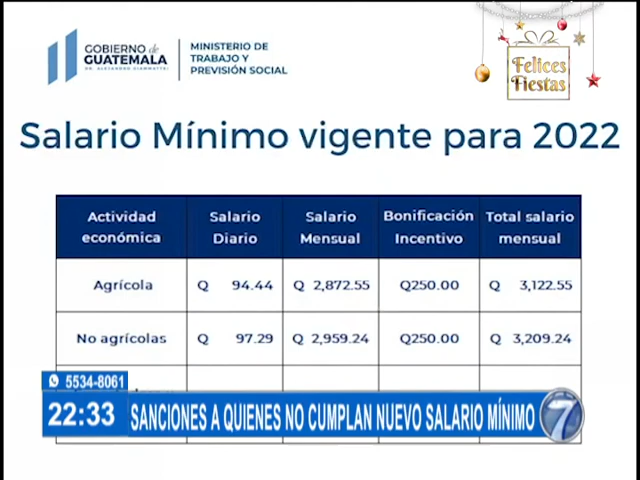 GOBIERNO de
GUATEMALA
DR. ALEJANDRO GIAMMATTEI
MINISTERIO DE
TRABAJO Y
PREVISIÓN SOCIAL
Felices
Fiestas
Salario Mínimo vigente para 2022
Actividad económica Salario Diario Salario Mensual Bonificación Incentivo Total salario mensual
Agrícola Q 94.44 Q 2,872.55 Q250.00 Q 3,122.55
No agrícolas Q 97.29 Q 2,959.24 Q250.00 Q 3,209.24
5534-8061
22:33 SANCIONES A QUIENES NO CUMPLAN NUEVO SALARIO MÍNIMO 7